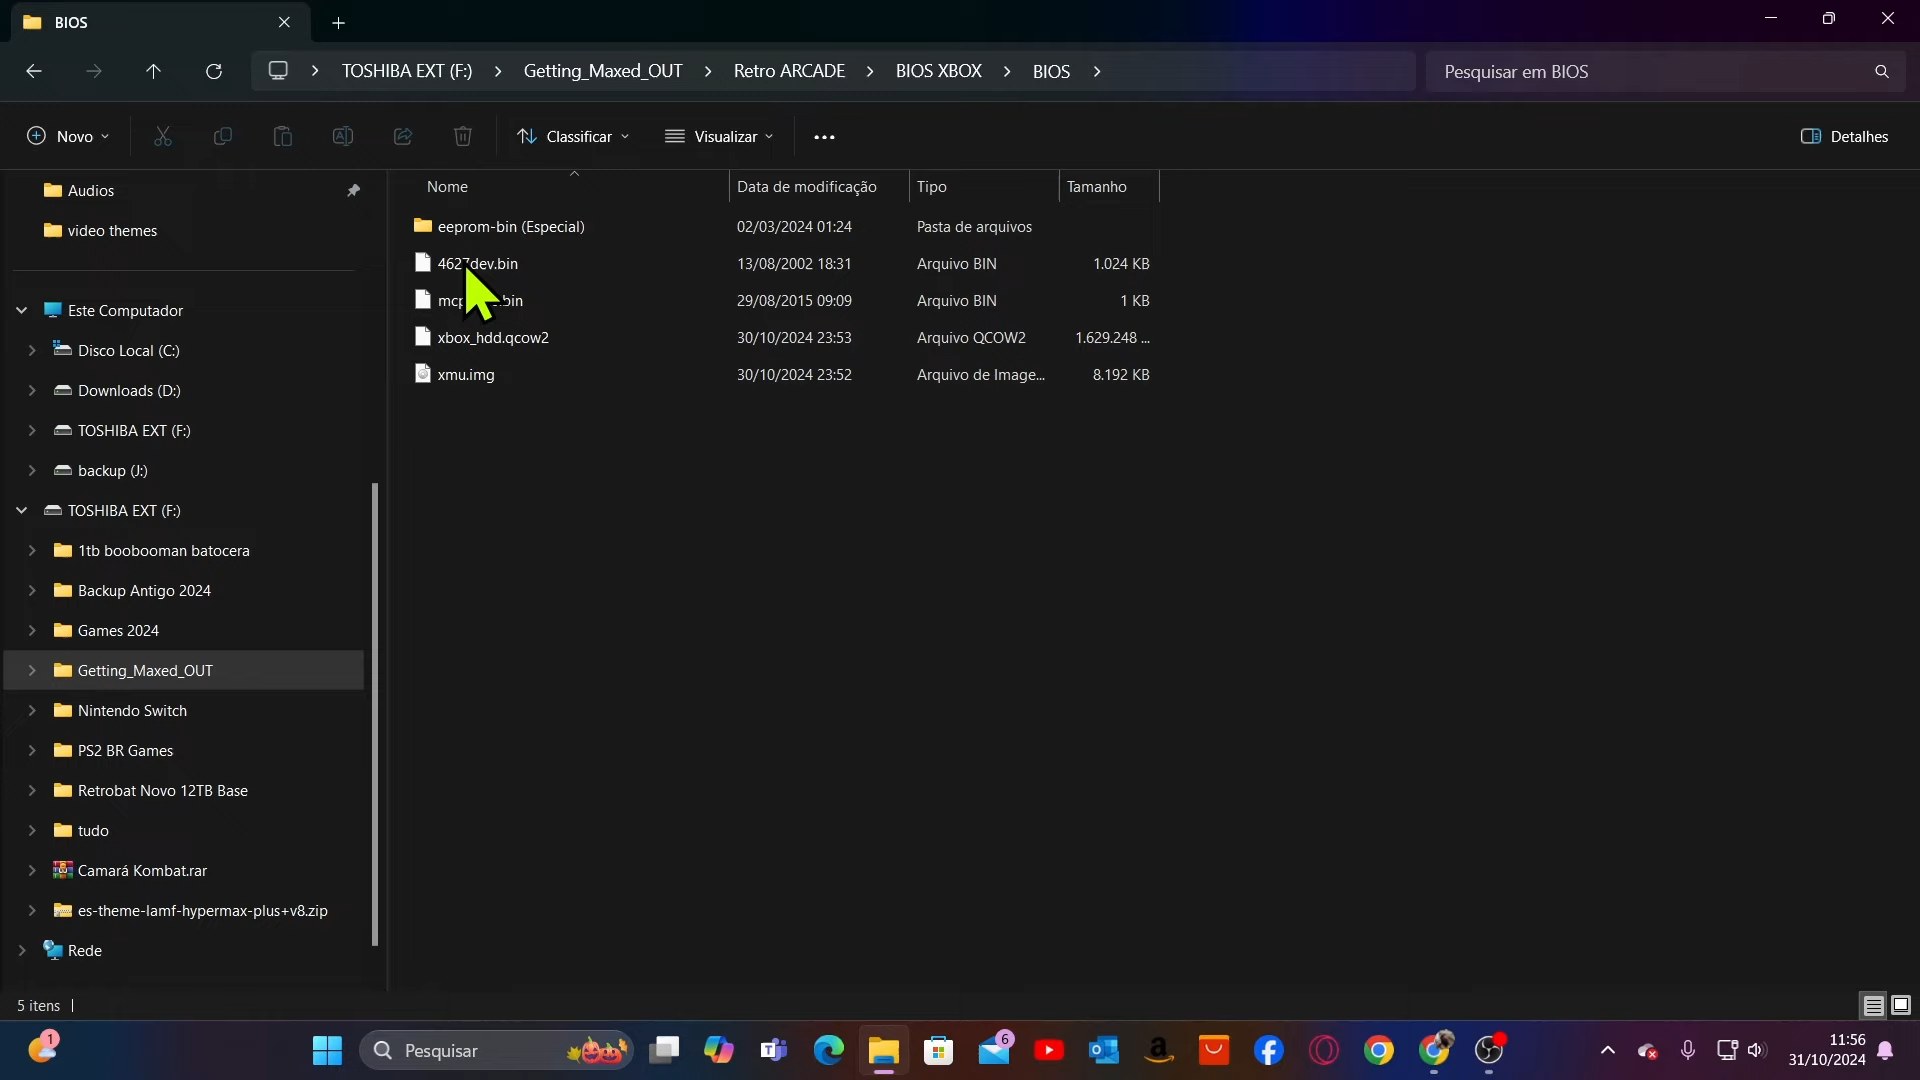 BIOS
TOSHIBA EXT (F:) Getting_Maxed_OUT Retro ARCADE BIOS XBOX BIOS
Pesquisar em BIOS
Novo Classificar Visualizar Detalhes
Audios
video themes
Este Computador
Disco Local (C:)
Downloads (D:)
TOSHIBA EXT (F:)
backup (J:)
TOSHIBA EXT (F:)
1tb boobooman batocera
Backup Antigo 2024
Games 2024
Getting_Maxed_OUT
Nintendo Switch
PS2 BR Games
Retrobat Novo 12TB Base
tudo
Camará Kombat.rar
es-theme-lamf-hypermax-plus+v8.zip
Rede
Nome Data de modificação Tipo Tamanho
eeprom-bin (Especial) 02/03/2024 01:24 Pasta de arquivos
4627dev.bin 13/08/2002 18:31 Arquivo BIN 1.024 KB
29/08/2015 09:09 Arquivo BIN 1 KB
xbox_hdd.qcow2 30/10/2024 23:53 Arquivo QCOW2 1.629.248 ...
xmu.img 30/10/2024 23:52 Arquivo de Image... 8.192 KB
5 itens
1
Pesquisar
6
11:56
31/10/2024